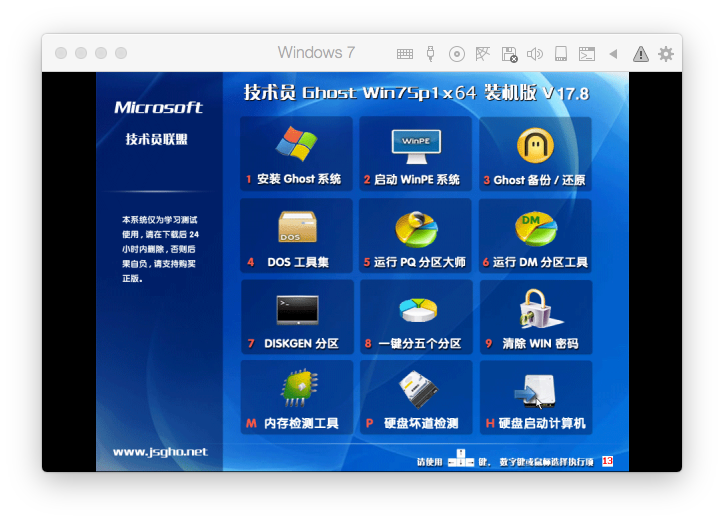 Windows 7
技术员 Ghost Win7Sp1x64 装机版 V17.8
Microsoft
技术员联盟
本系统仅为学习测试
使用，请在下载后 24
小时内删除，否则后
果自负，请支持购买
正版。
WinPE
1 安装 Ghost 系统
2 启动 WinPE 系统
3 Ghost 备份 / 还原
DOS
DM
4 DOS 工具集
5 运行 PQ 分区大师
6 运行 DM 分区工具
>_
7 DISKGEN 分区
8 一键分五个分区
9 清除 WIN 密码
M 内存检测工具
P 硬盘坏道检测
H 硬盘启动计算机
www.jsgho.net
请使用 键，数字键或鼠标选择执行项 13